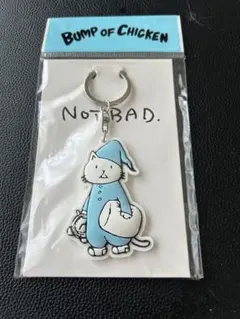 BUMP OF CHICKEN
NOT BAD.